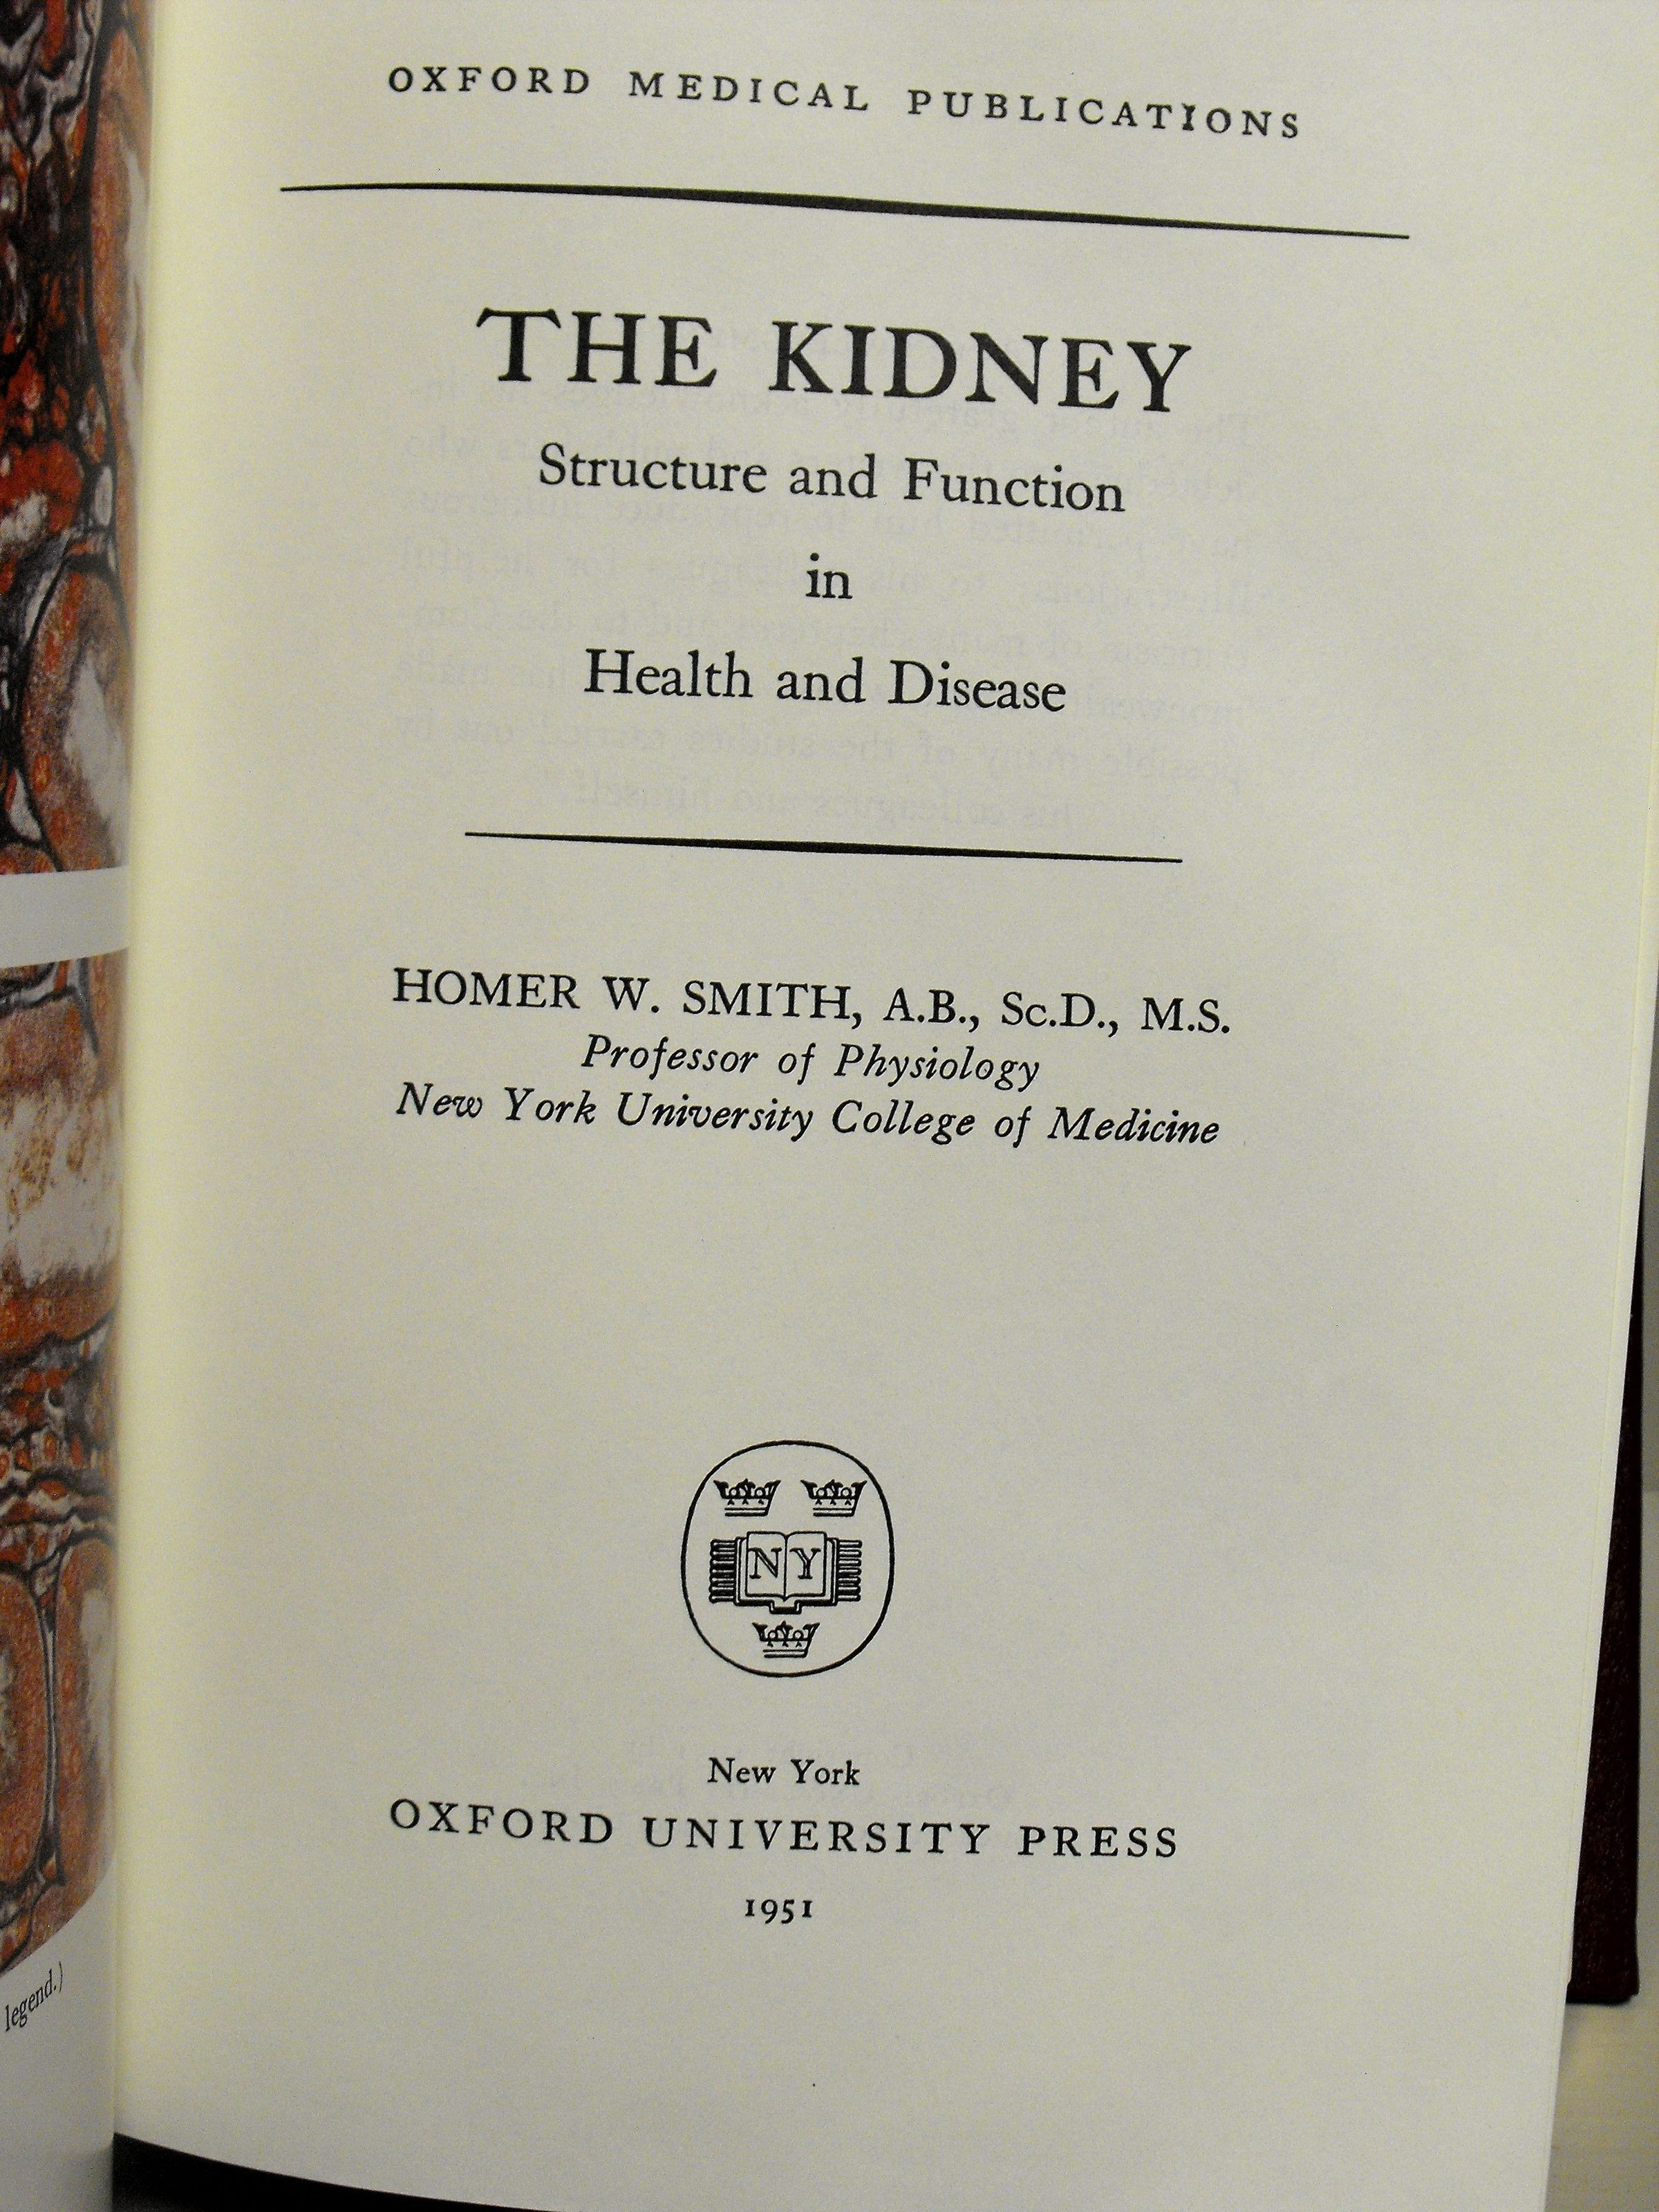 OXFORD MEDICAL PUBLICATIONS
THE KIDNEY
Structure and Function
in
Health and Disease
HOMER W. SMITH, A.B., Sc.D., M.S.
Professor of Physiology
New York University College of Medicine
NY
New York
OXFORD UNIVERSITY PRESS
1951
legend.)